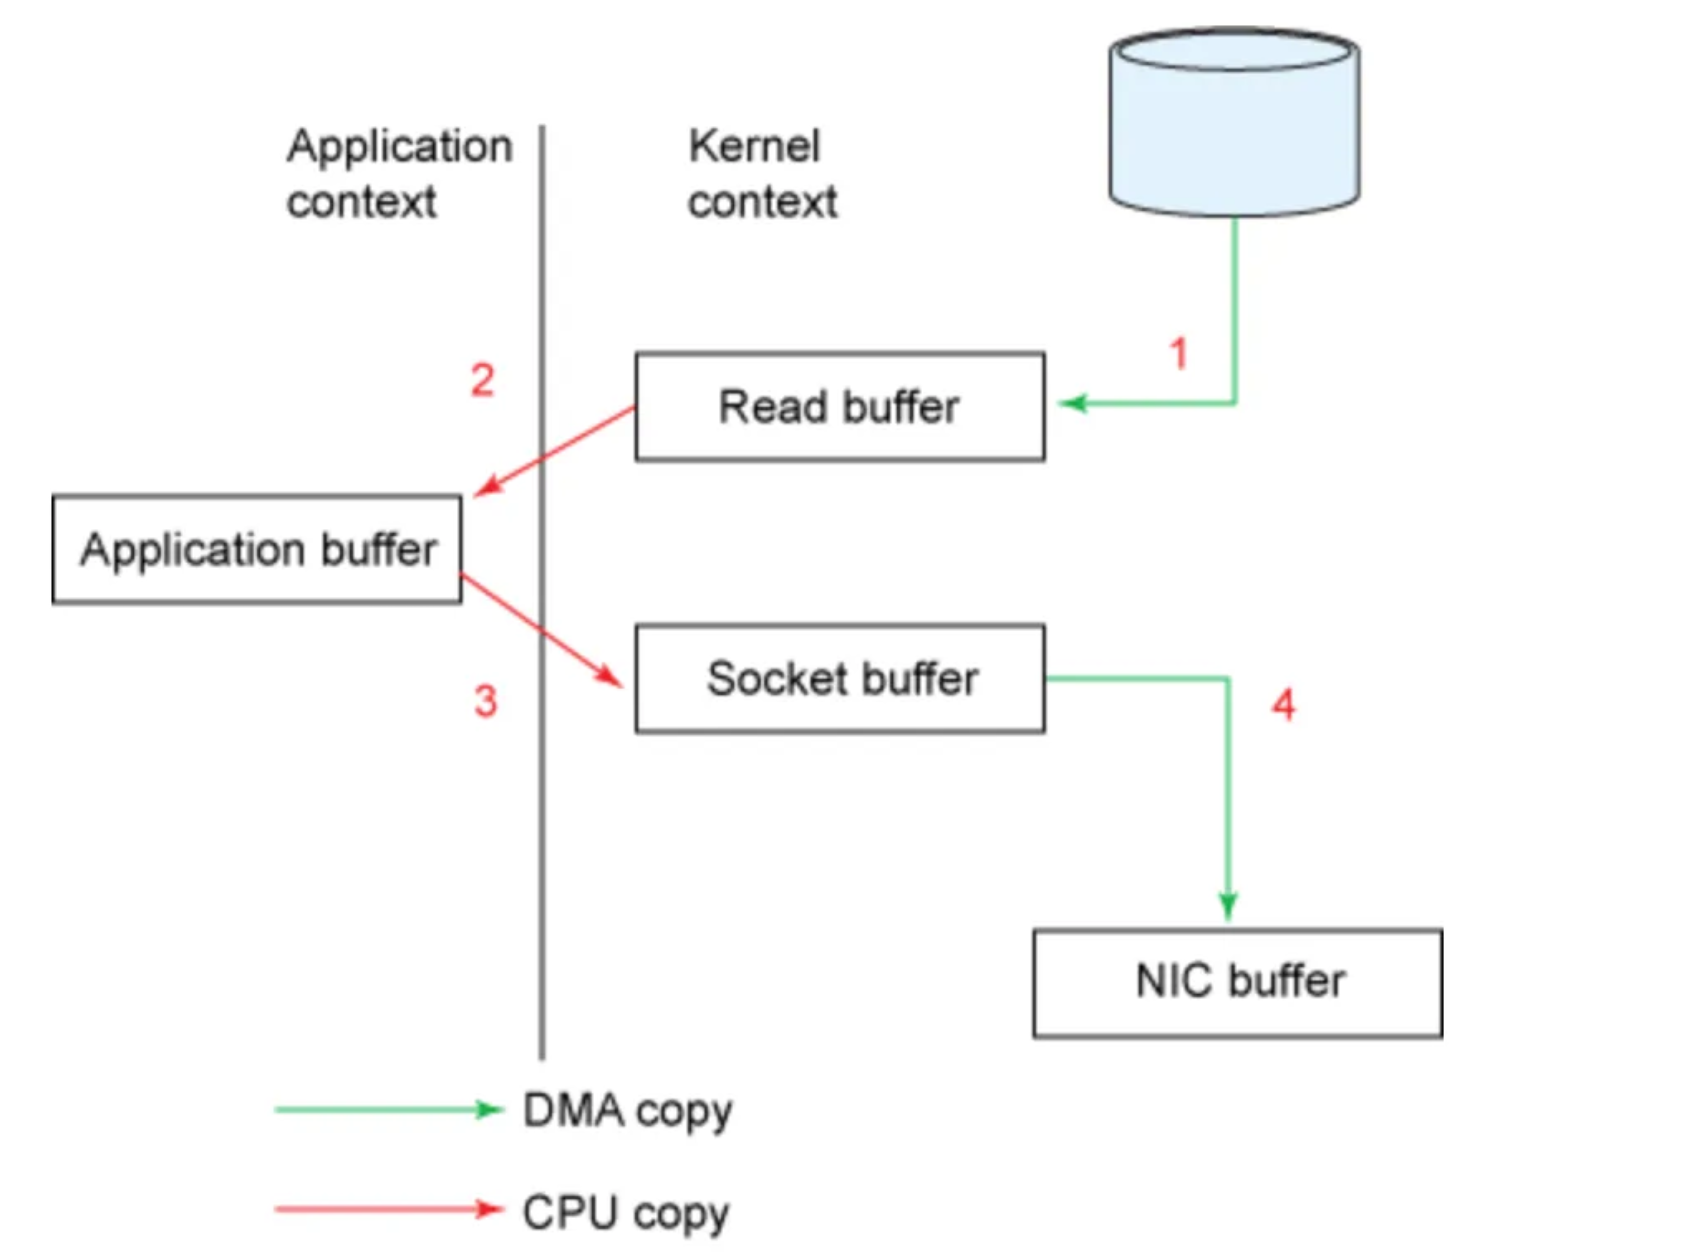 Application
context
Kernel
context
1
2
Read buffer
Application buffer
Socket buffer
3
4
NIC buffer
DMA copy
CPU copy